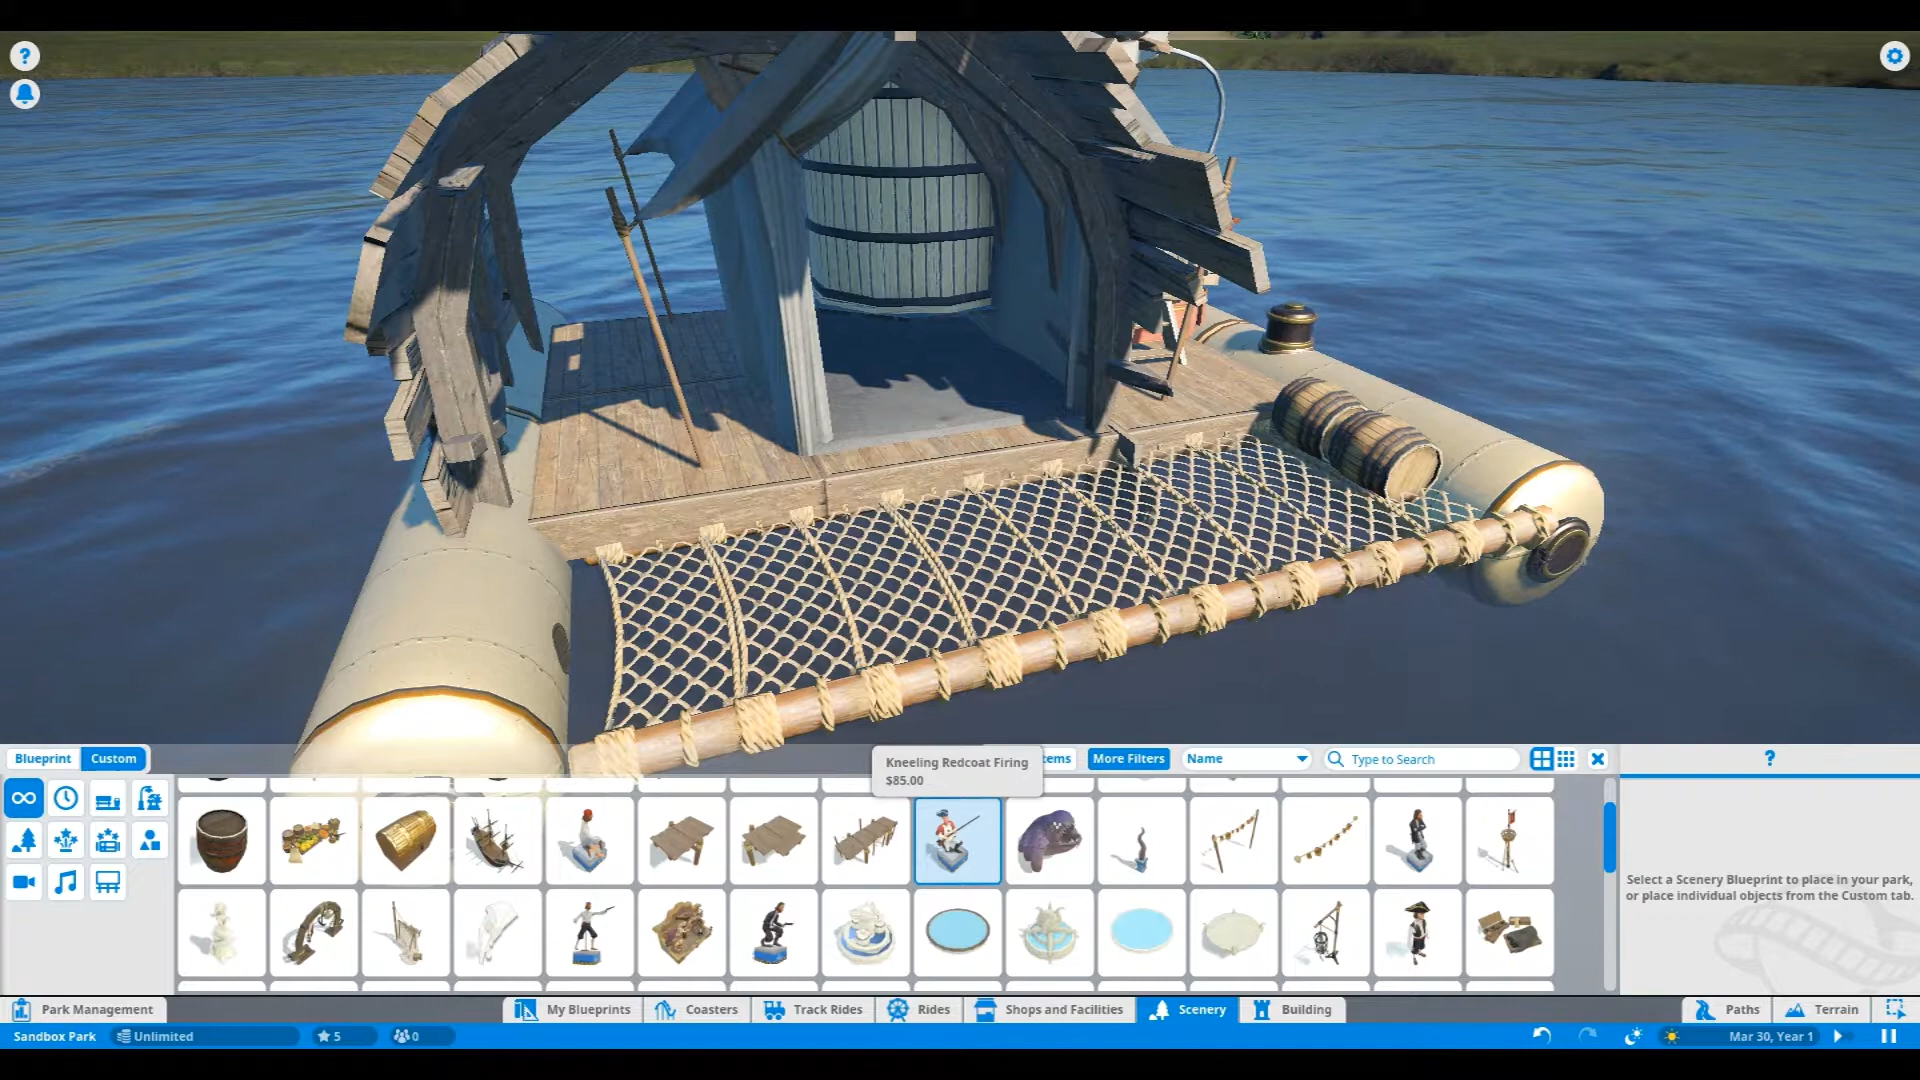 ?
Blueprint
Custom
Kneeling Redcoat Firing
$85.00
More Filters
Name
Type to Search
?
Select a Scenery Blueprint to place in your park,
or place individual objects from the Custom tab.
Park Management
My Blueprints
Coasters
Track Rides
Rides
Shops and Facilities
Scenery
Building
Paths
Terrain
Sandbox Park
Unlimited
5
0
Mar 30, Year 1